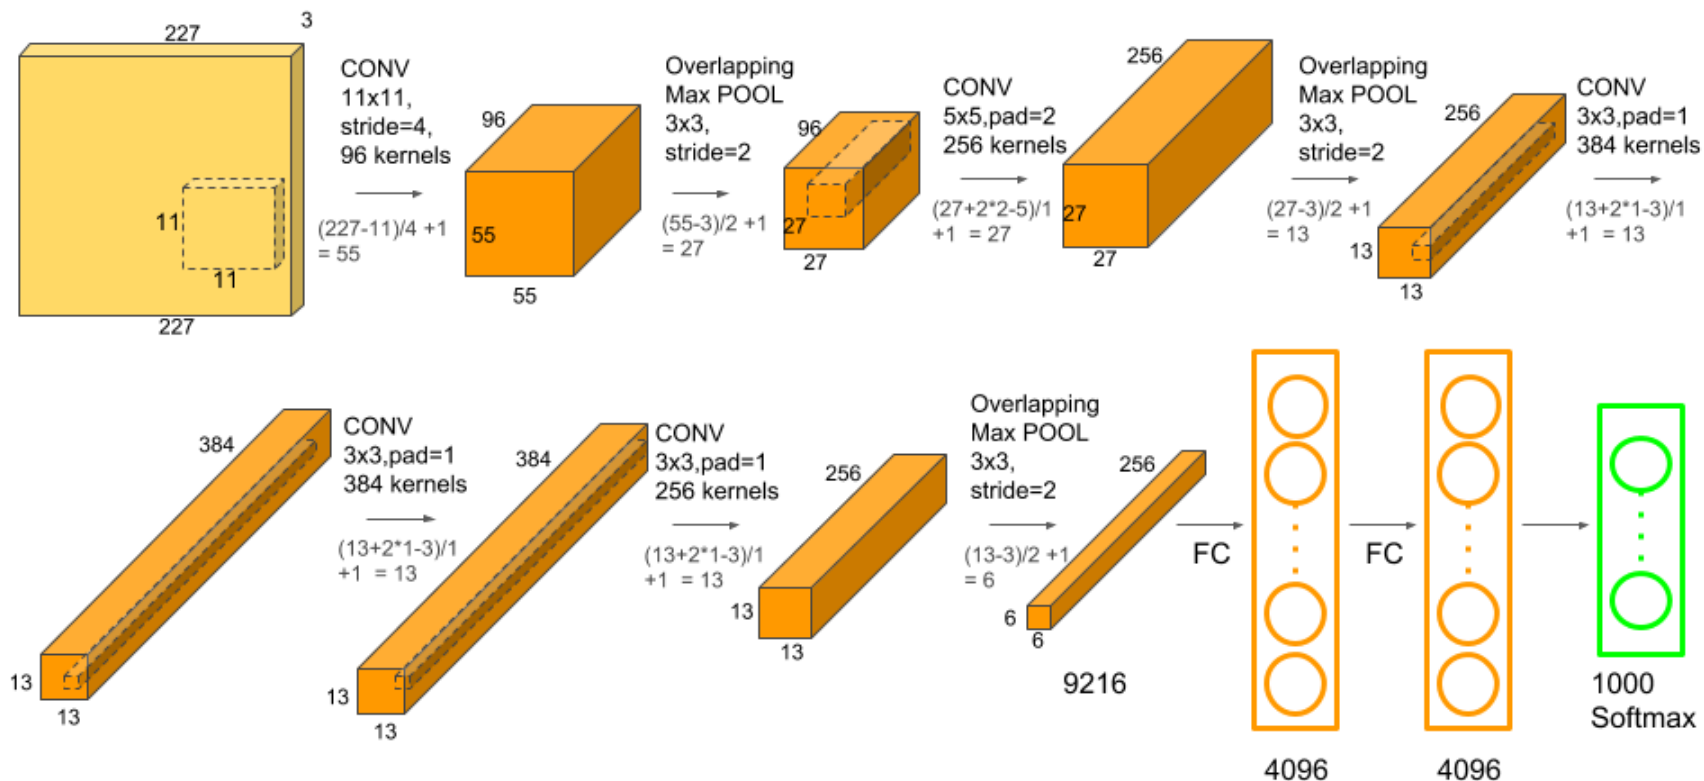 227
3
11
11
227
CONV
11x11,
stride=4,
96 kernels
(227-11)/4 +1
= 55
96
55
55
Overlapping
Max POOL
3x3,
stride=2
(55-3)/2 +1
= 27
96
27
27
CONV
5x5,pad=2
256 kernels
(27+2*2-5)/1
+1 = 27
256
27
27
Overlapping
Max POOL
3x3,
stride=2
(27-3)/2 +1
= 13
256
13
13
CONV
3x3,pad=1
384 kernels
(13+2*1-3)/1
+1 = 13
384
13
13
CONV
3x3,pad=1
384 kernels
(13+2*1-3)/1
+1 = 13
384
13
13
CONV
3x3,pad=1
256 kernels
(13+2*1-3)/1
+1 = 13
256
13
13
Overlapping
Max POOL
3x3,
stride=2
(13-3)/2 +1
= 6
256
6
6
9216
FC
4096
FC
4096
1000
Softmax